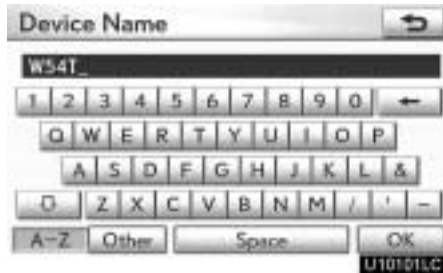 Device Name
W54T_
1 2 3 4 5 6 7 8 9 0 ←
Q W E R T Y U I O P
A S D F G H J K L &
⇧ Z X C V B N M / ' -
A-Z Other Space OK
U10101LC